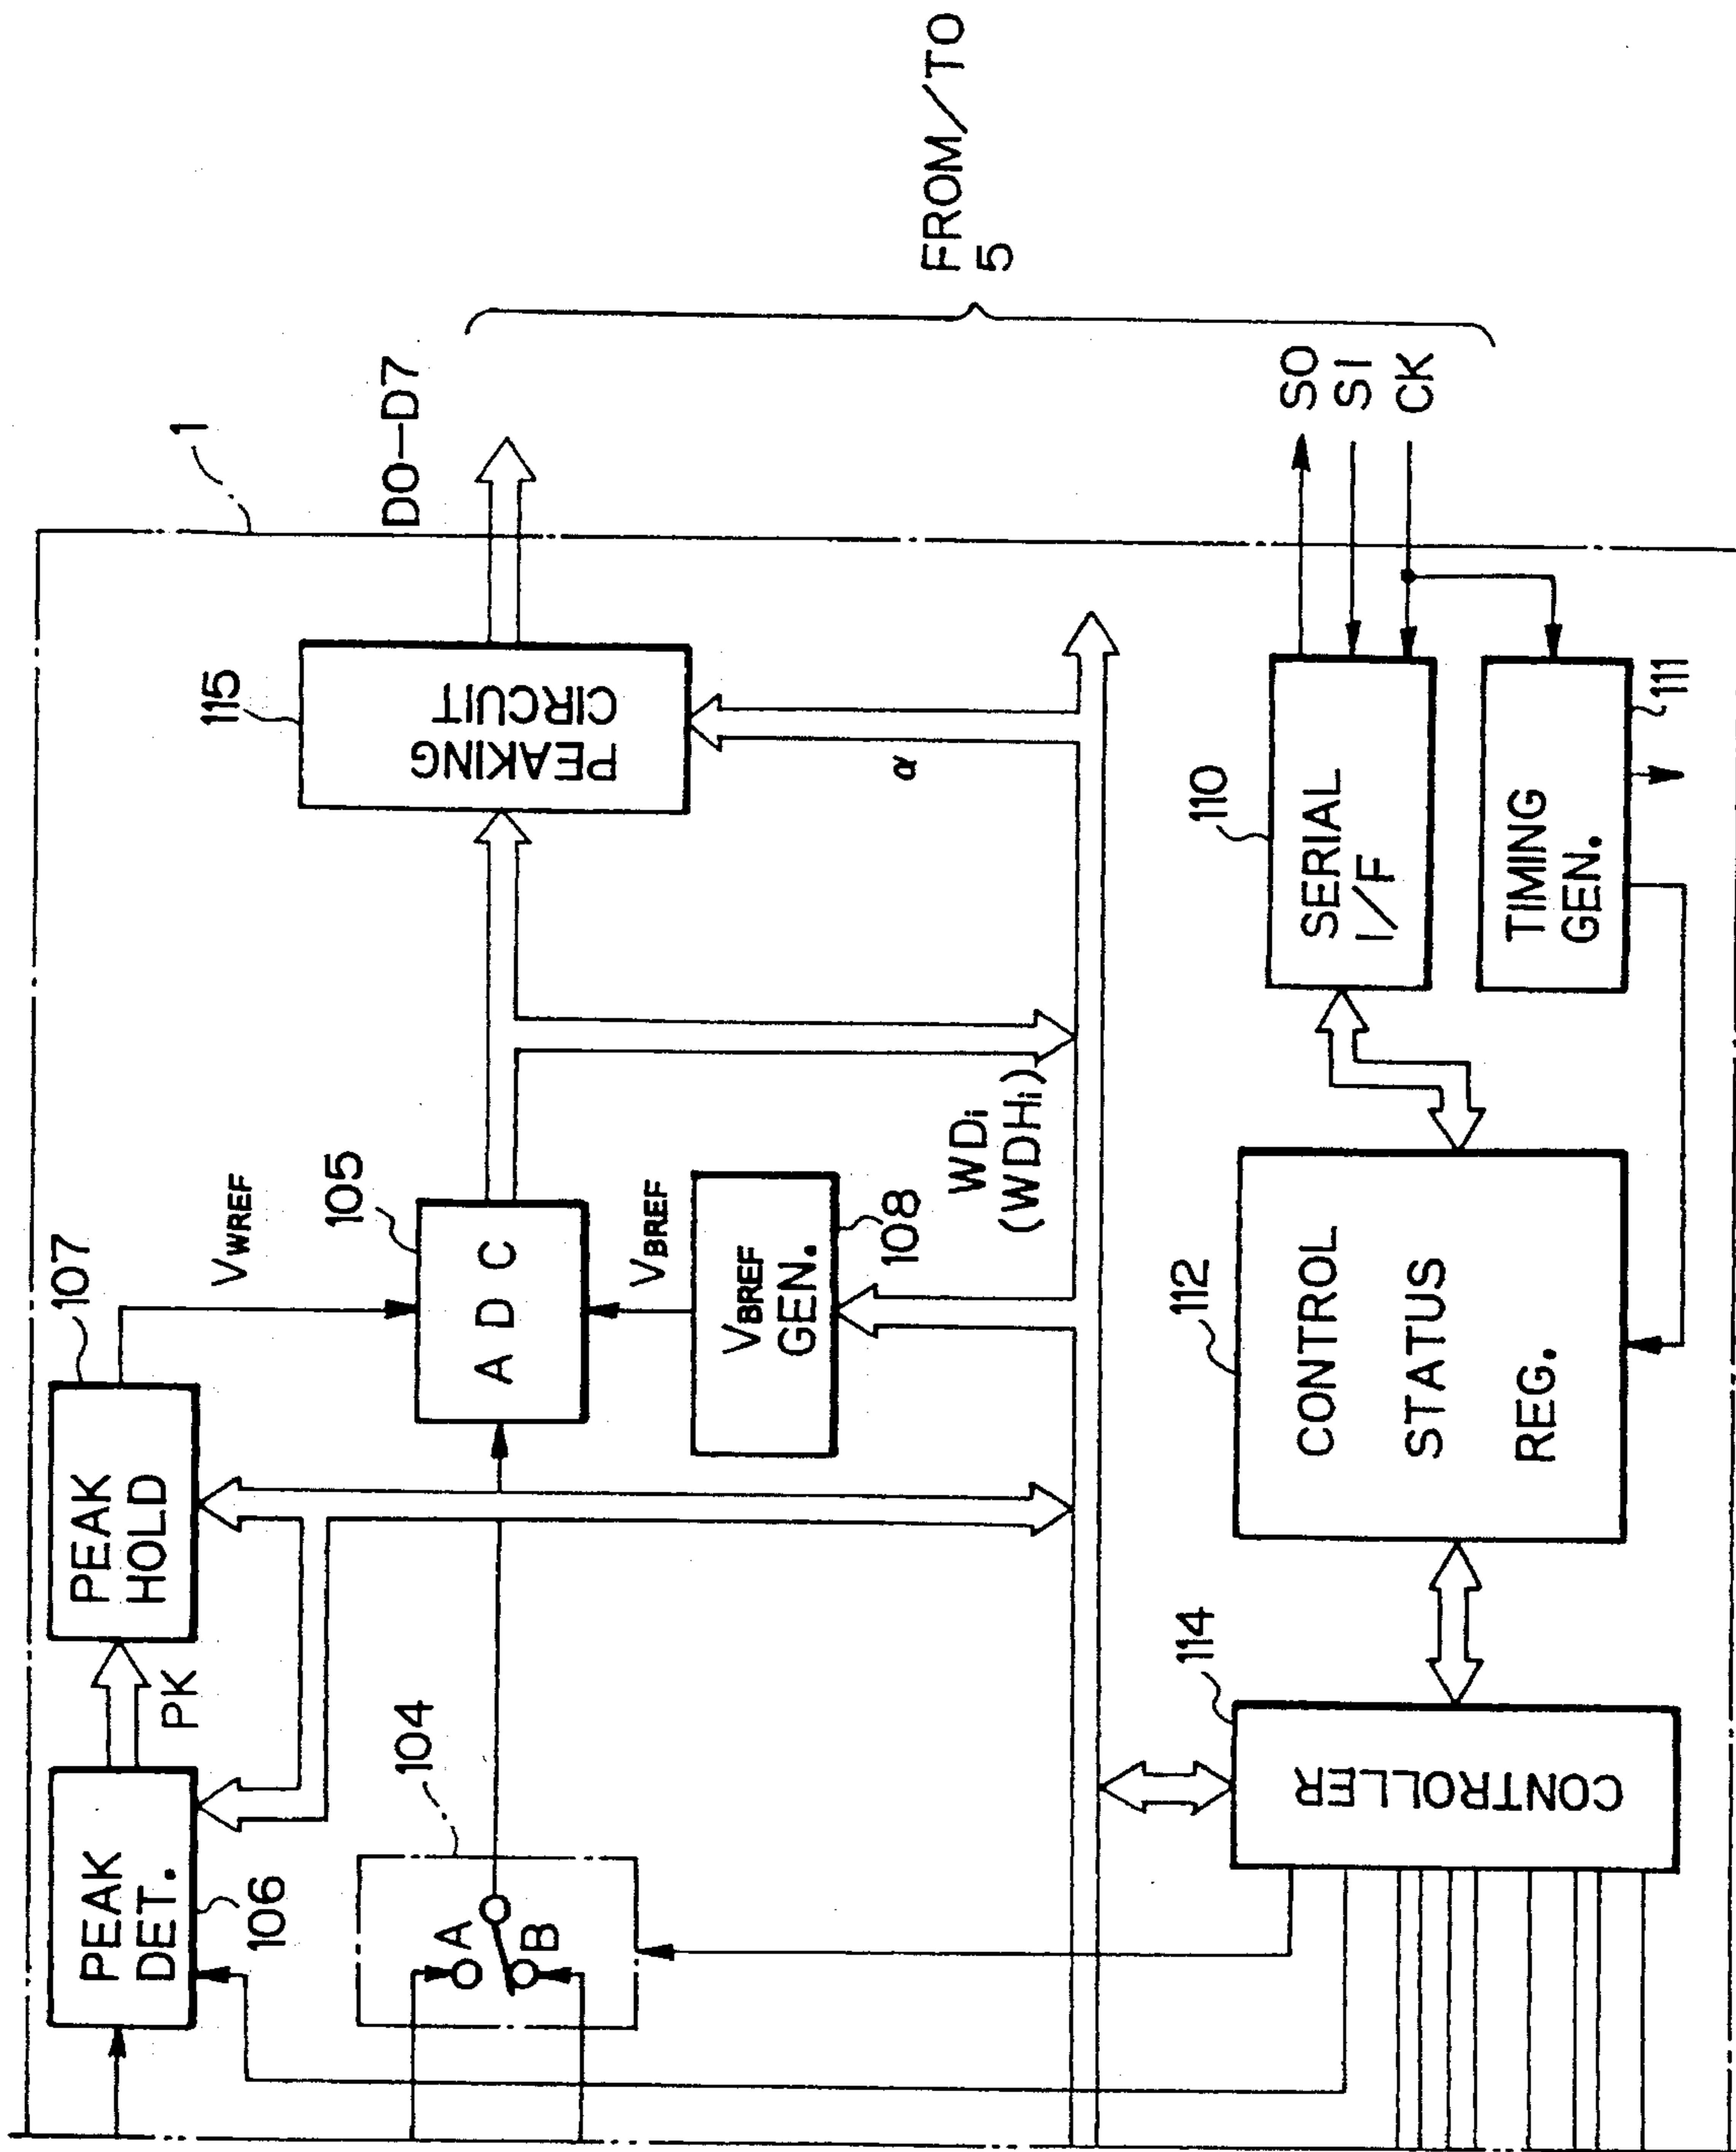 1
PEAK
DET.
106
PK
PEAK
HOLD
107
VWREF
104
A
B
A D C
105
VBREF
VBREF
GEN.
108
WDi
(WDHi)
PEAKING
CIRCUIT
115
α
D0—D7
FROM/TO
5
CONTROLLER
114
CONTROL
STATUS
REG.
112
SERIAL
I/F
110
TIMING
GEN.
111
SO
SI
CK